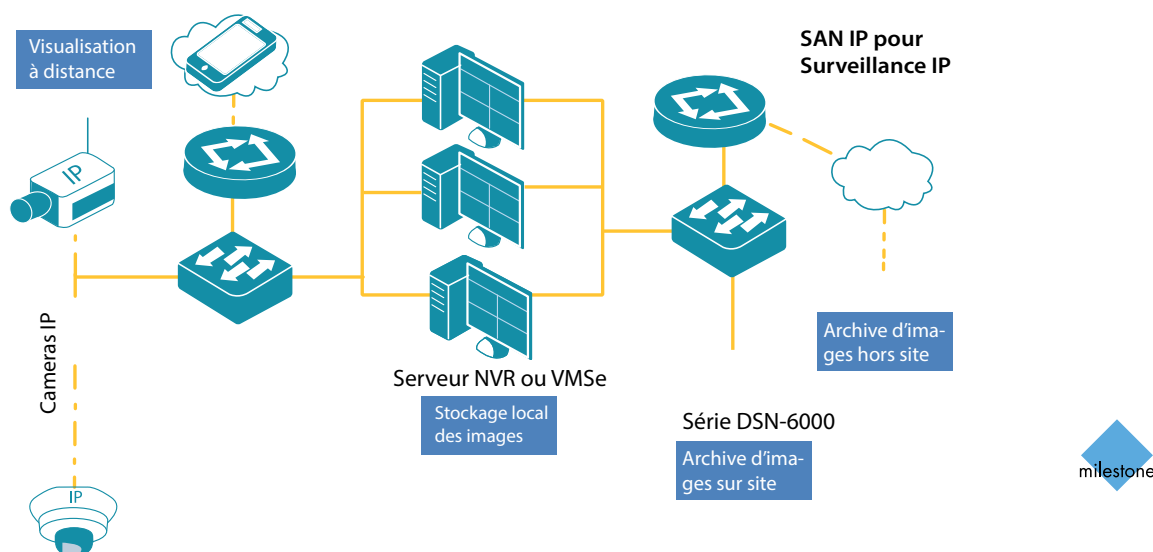 Visualisation
à distance
SAN IP pour
Surveillance IP
IP
Cameras IP
IP
Serveur NVR ou VMSe
Stockage local
des images
Archive d'ima-
ges hors site
Série DSN-6000
Archive d'ima-
ges sur site
milestone